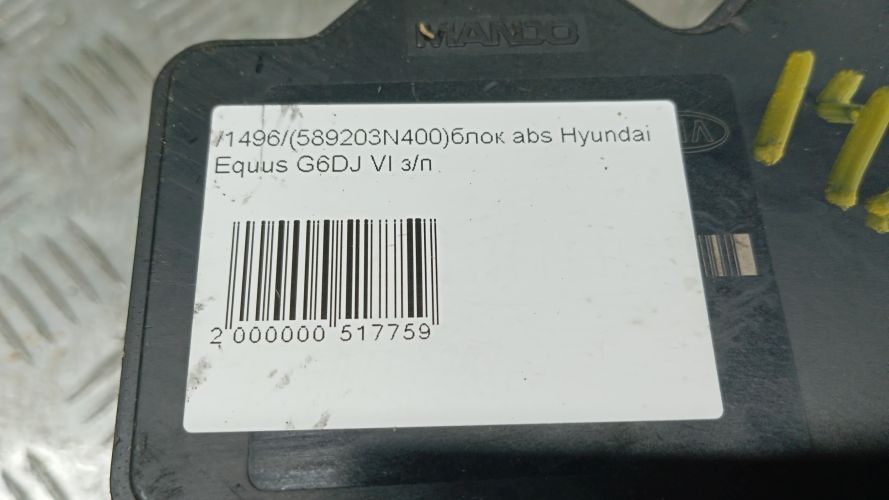 MANDO
/1496/(589203N400)блок abs Hyundai
Equus G6DJ VI з/п
2 000000 517759